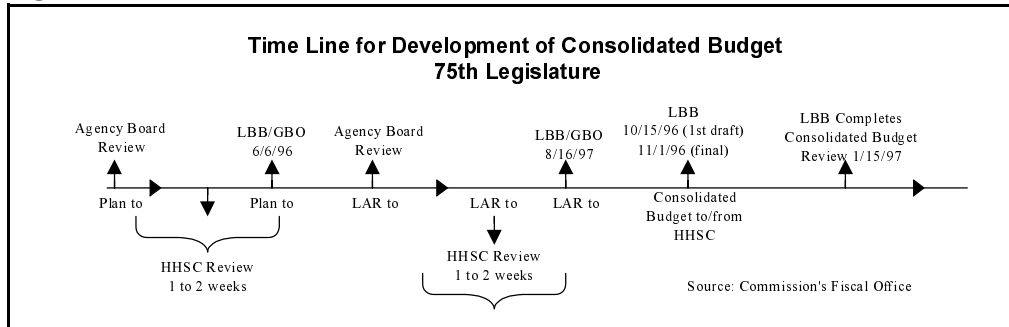 Time Line for Development of Consolidated Budget
75th Legislature
Agency Board
Review
LBB/GBO
6/6/96
Agency Board
Review
LBB/GBO
8/16/97
LBB
10/15/96 (1st draft)
11/1/96 (final)
LBB Completes
Consolidated Budget
Review 1/15/97
Plan to
Plan to
LAR to
LAR to
LAR to
Consolidated
Budget to/from
HHSC
HHSC Review
1 to 2 weeks
HHSC Review
1 to 2 weeks
Source: Commission's Fiscal Office